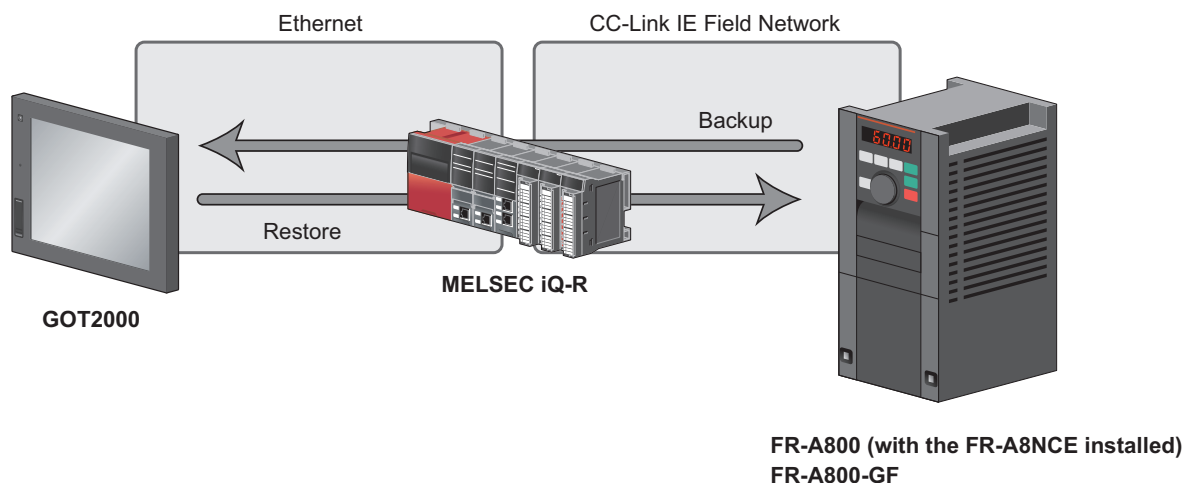 Ethernet
CC-Link IE Field Network
Backup
Restore
60.00
MELSEC iQ-R
GOT2000
FR-A800 (with the FR-A8NCE installed)
FR-A800-GF